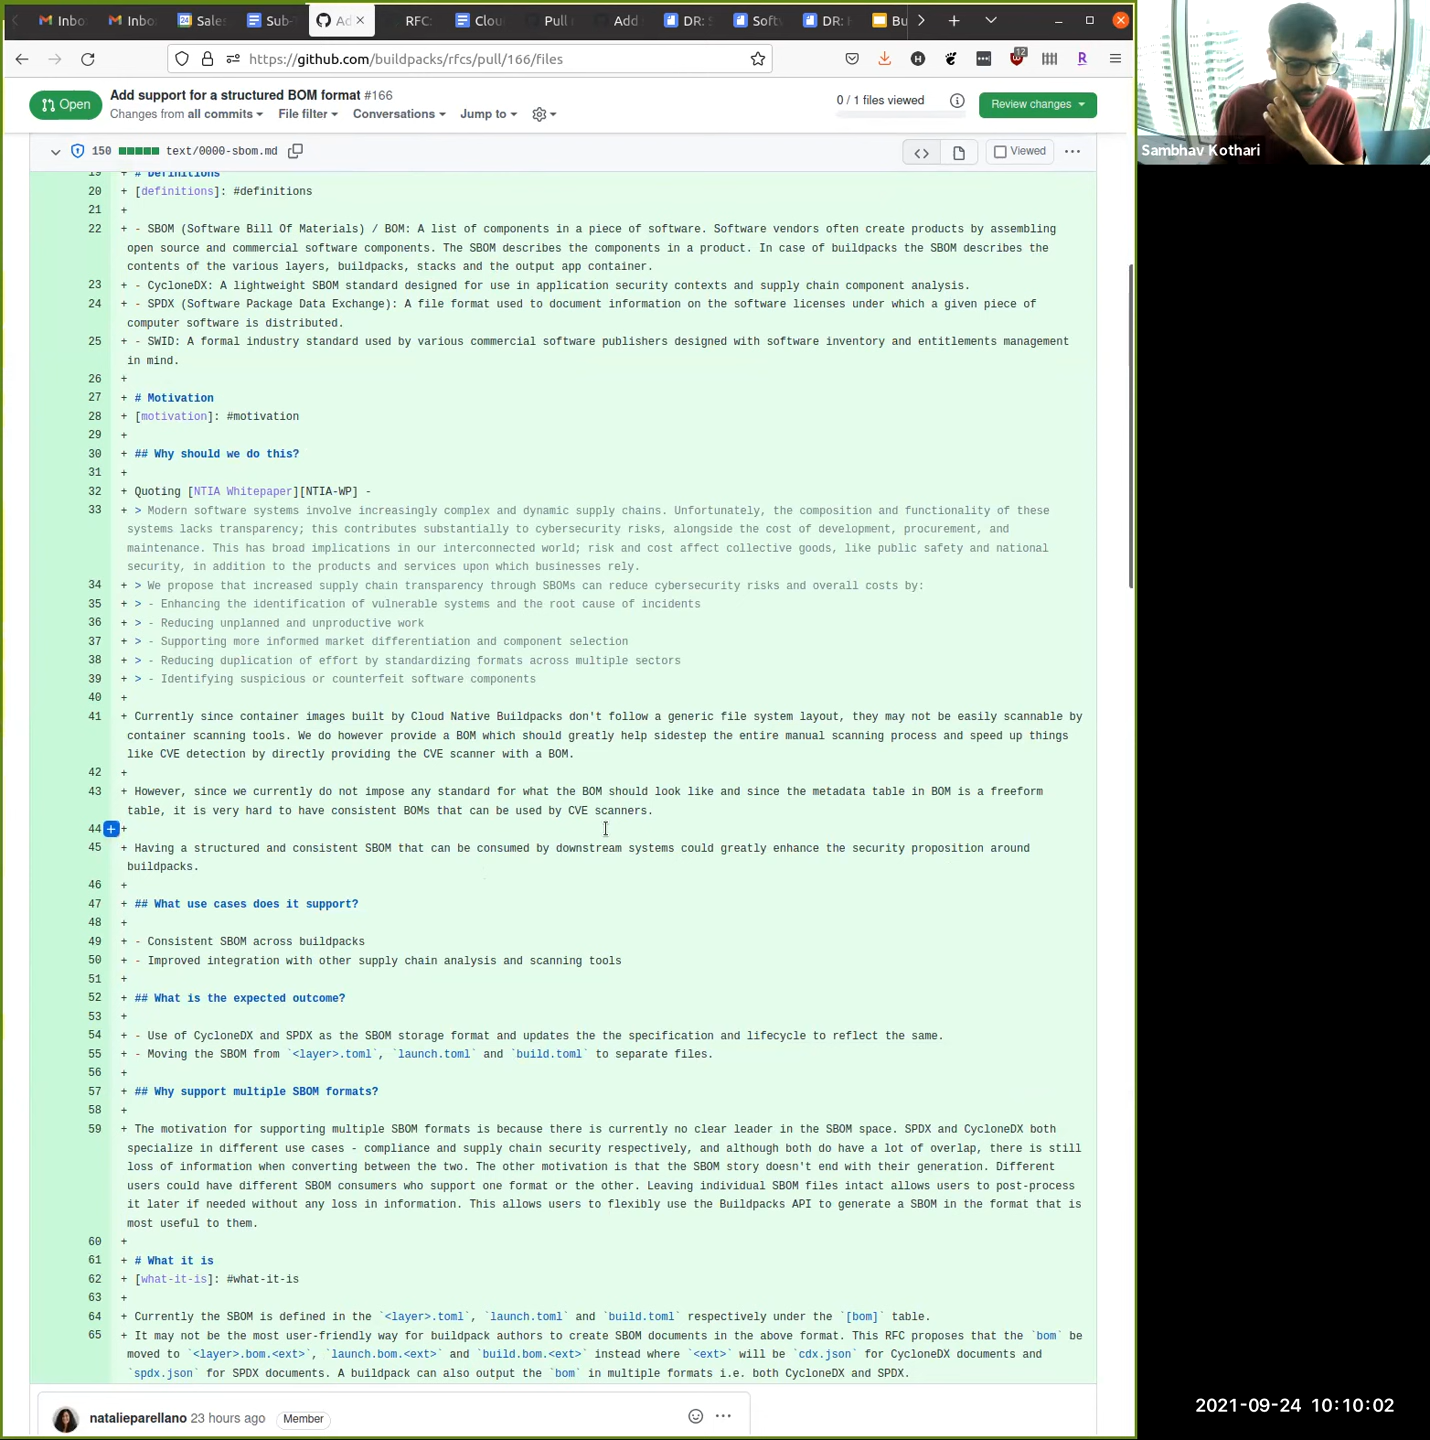 Inbo
Inbo
Sales
Sub-
Ad
RFC:
Clou
Pull
Add
DR:
Soft
DR:
Bu
https://github.com/buildpacks/rfcs/pull/166/files
12
Open
Add support for a structured BOM format #166
Changes from all commits File filter Conversations Jump to
0 / 1 files viewed
Review changes
150 text/0000-sbom.md
Viewed
19 + # Definitions
20 + [definitions]: #definitions
21 +
22 + - SBOM (Software Bill Of Materials) / BOM: A list of components in a piece of software. Software vendors often create products by assembling
open source and commercial software components. The SBOM describes the components in a product. In case of buildpacks the SBOM describes the
contents of the various layers, buildpacks, stacks and the output app container.
23 + - CycloneDX: A lightweight SBOM standard designed for use in application security contexts and supply chain component analysis.
24 + - SPDX (Software Package Data Exchange): A file format used to document information on the software licenses under which a given piece of
computer software is distributed.
25 + - SWID: A formal industry standard used by various commercial software publishers designed with software inventory and entitlements management
in mind.
26 +
27 + # Motivation
28 + [motivation]: #motivation
29 +
30 + ## Why should we do this?
31 +
32 + Quoting [NTIA Whitepaper][NTIA-WP] -
33 + > Modern software systems involve increasingly complex and dynamic supply chains. Unfortunately, the composition and functionality of these
systems lacks transparency; this contributes substantially to cybersecurity risks, alongside the cost of development, procurement, and
maintenance. This has broad implications in our interconnected world; risk and cost affect collective goods, like public safety and national
security, in addition to the products and services upon which businesses rely.
34 + > We propose that increased supply chain transparency through SBOMs can reduce cybersecurity risks and overall costs by:
35 + > - Enhancing the identification of vulnerable systems and the root cause of incidents
36 + > - Reducing unplanned and unproductive work
37 + > - Supporting more informed market differentiation and component selection
38 + > - Reducing duplication of effort by standardizing formats across multiple sectors
39 + > - Identifying suspicious or counterfeit software components
40 +
41 + Currently since container images built by Cloud Native Buildpacks don't follow a generic file system layout, they may not be easily scannable by
container scanning tools. We do however provide a BOM which should greatly help sidestep the entire manual scanning process and speed up things
like CVE detection by directly providing the CVE scanner with a BOM.
42 +
43 + However, since we currently do not impose any standard for what the BOM should look like and since the metadata table in BOM is a freeform
table, it is very hard to have consistent BOMs that can be used by CVE scanners.
44 +
45 + Having a structured and consistent SBOM that can be consumed by downstream systems could greatly enhance the security proposition around
buildpacks.
46 +
47 + ## What use cases does it support?
48 +
49 + - Consistent SBOM across buildpacks
50 + - Improved integration with other supply chain analysis and scanning tools
51 +
52 + ## What is the expected outcome?
53 +
54 + - Use of CycloneDX and SPDX as the SBOM storage format and updates the the specification and lifecycle to reflect the same.
55 + - Moving the SBOM from `<layer>.toml`, `launch.toml` and `build.toml` to separate files.
56 +
57 + ## Why support multiple SBOM formats?
58 +
59 + The motivation for supporting multiple SBOM formats is because there is currently no clear leader in the SBOM space. SPDX and CycloneDX both
specialize in different use cases - compliance and supply chain security respectively, and although both do have a lot of overlap, there is still
loss of information when converting between the two. The other motivation is that the SBOM story doesn't end with their generation. Different
users could have different SBOM consumers who support one format or the other. Leaving individual SBOM files intact allows users to post-process
it later if needed without any loss in information. This allows users to flexibly use the Buildpacks API to generate a SBOM in the format that is
most useful to them.
60 +
61 + # What it is
62 + [what-it-is]: #what-it-is
63 +
64 + Currently the SBOM is defined in the `<layer>.toml`, `launch.toml` and `build.toml` respectively under the `[bom]` table.
65 + It may not be the most user-friendly way for buildpack authors to create SBOM documents in the above format. This RFC proposes that the `bom` be
moved to `<layer>.bom.<ext>`, `launch.bom.<ext>` and `build.bom.<ext>` instead where `<ext>` will be `cdx.json` for CycloneDX documents and
`spdx.json` for SPDX documents. A buildpack can also output the `bom` in multiple formats i.e. both CycloneDX and SPDX.
natalieparellano 23 hours ago Member
Sambhav Kothari
2021-09-24 10:10:02